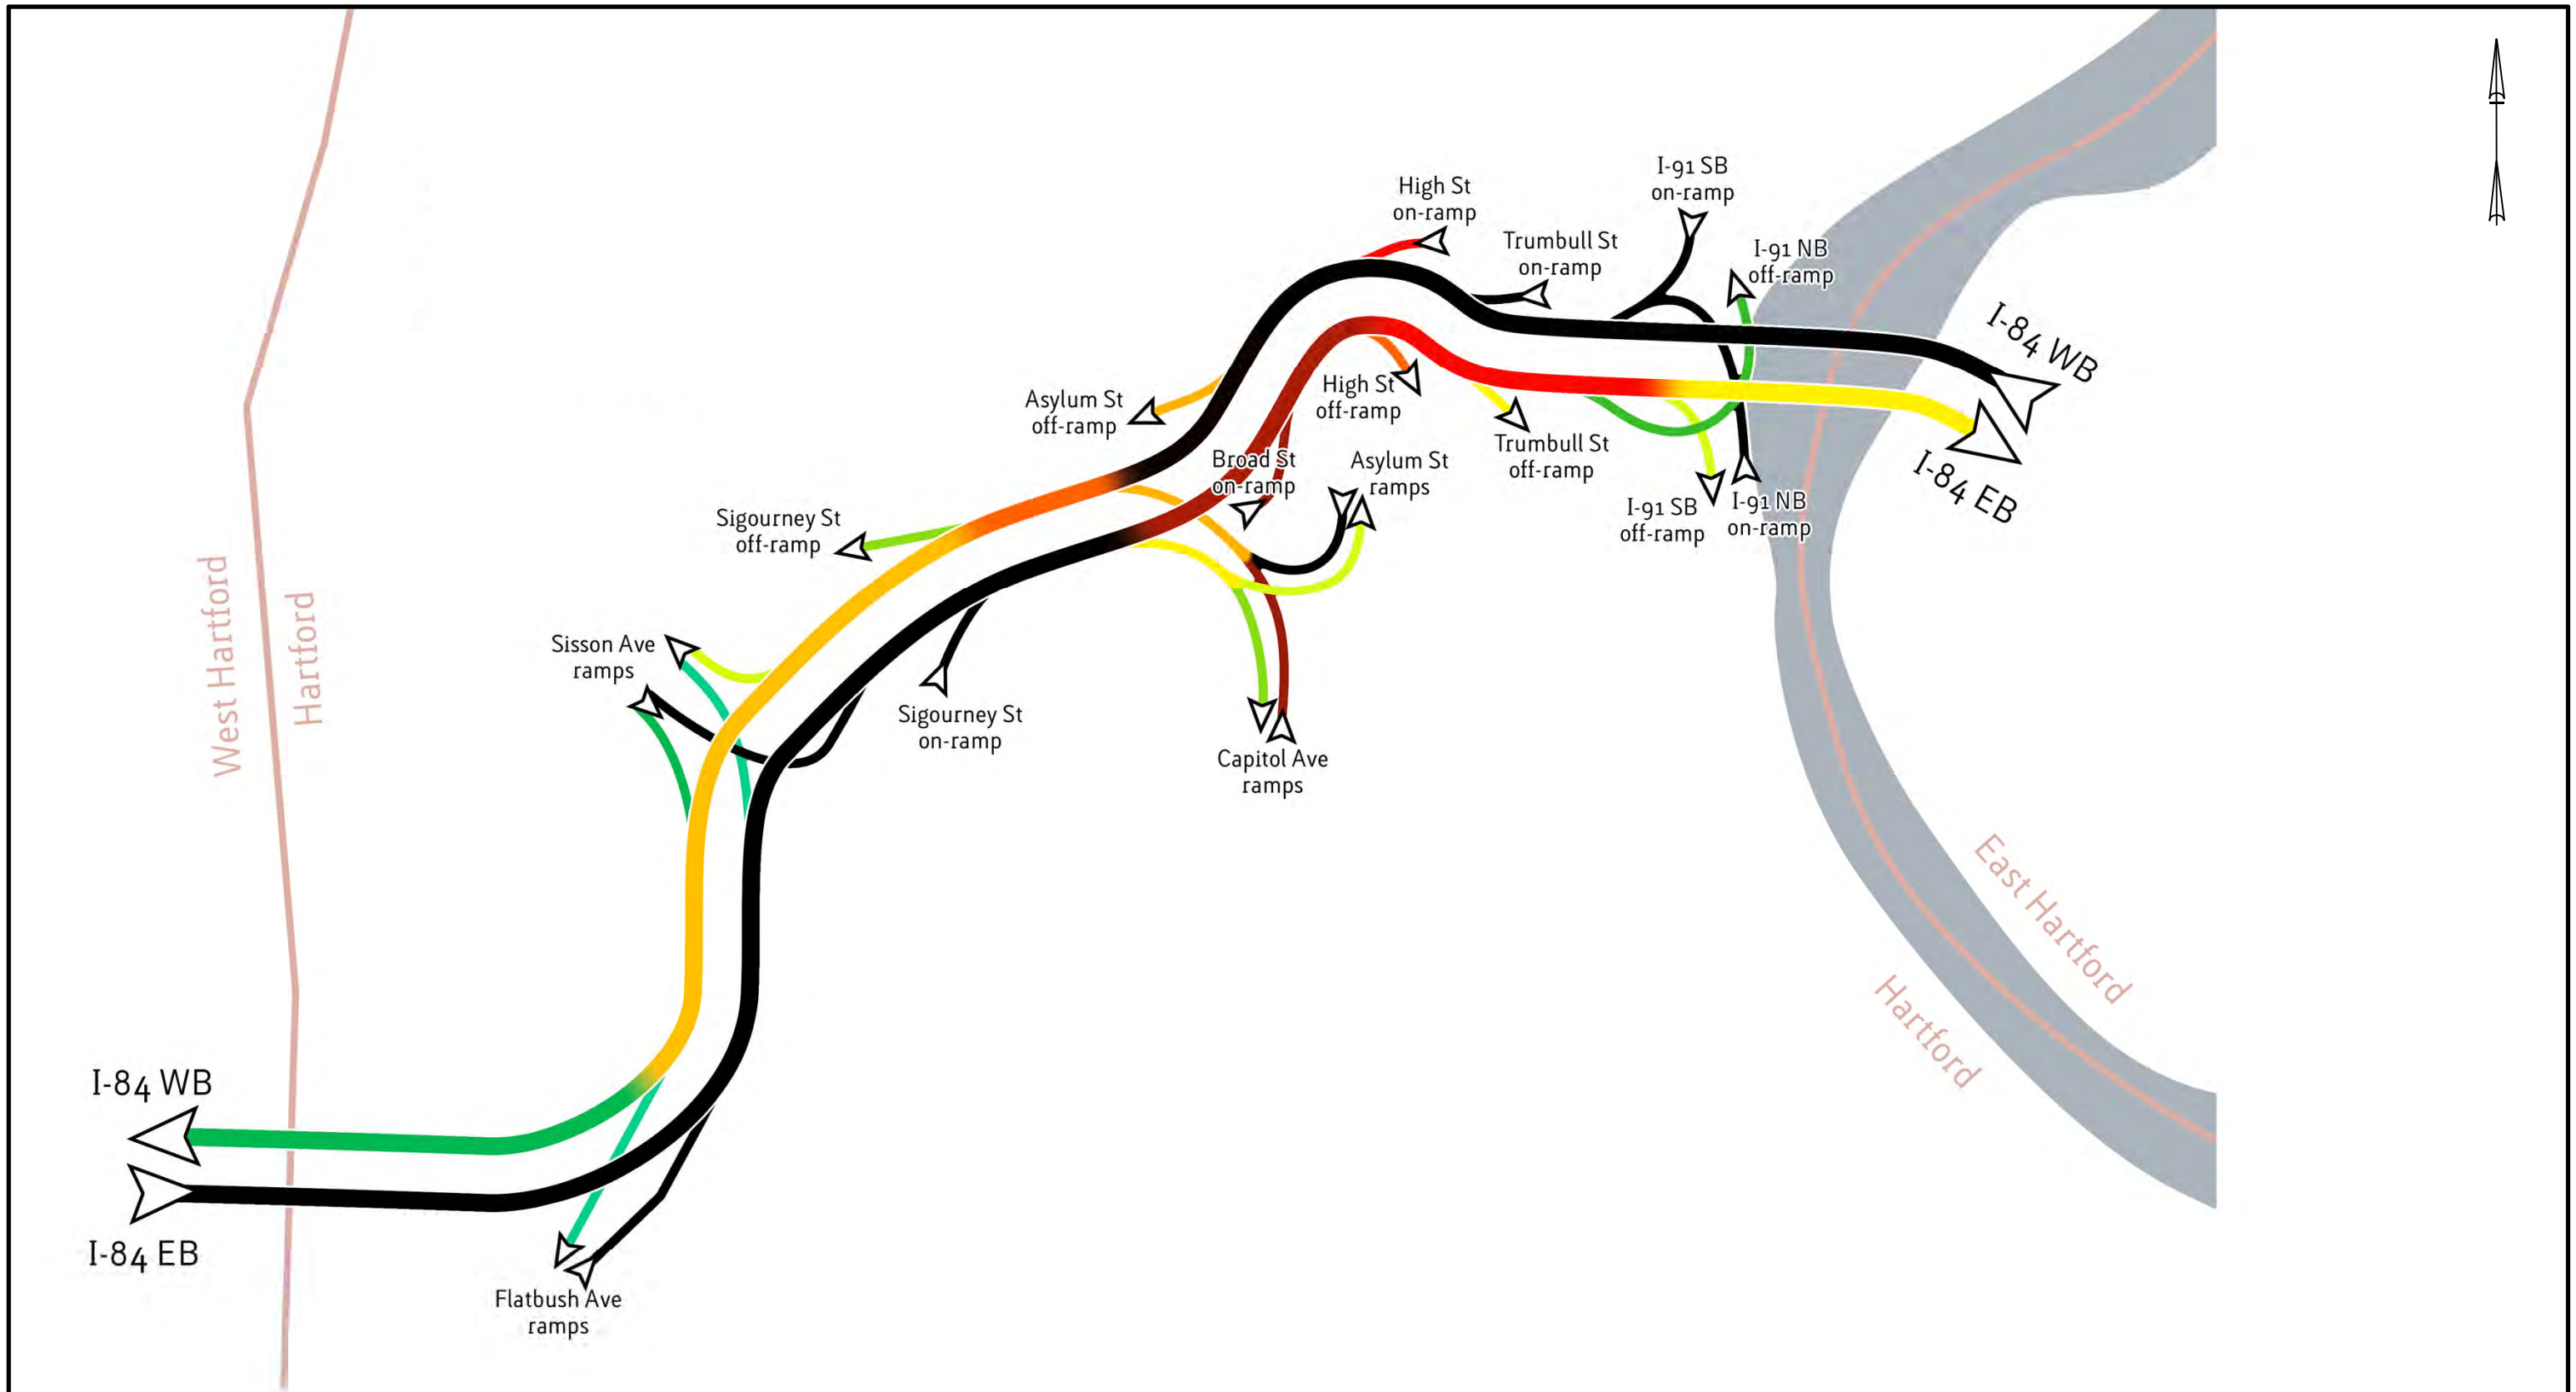 I-91 SB
on-ramp
High St
on-ramp
Trumbull St
on-ramp
I-91 NB
off-ramp
I-84 WB
Asylum St
off-ramp
High St
off-ramp
Trumbull St
off-ramp
Broad St
on-ramp
Asylum St
ramps
I-84 EB
I-91 SB
off-ramp
I-91 NB
on-ramp
Sigourney St
off-ramp
West Hartford
Hartford
Sisson Ave
ramps
Sigourney St
on-ramp
Capitol Ave
ramps
East Hartford
Hartford
I-84 WB
I-84 EB
Flatbush Ave
ramps